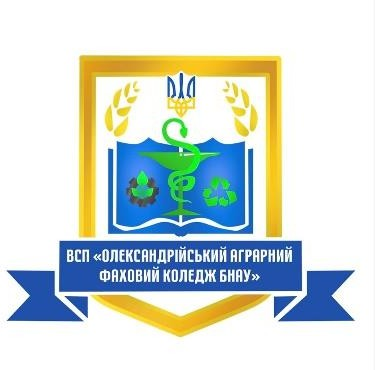 ВСП «ОЛЕКСАНДРІЙСЬКИЙ АГРАРНИЙ
ФАХОВИЙ КОЛЕДЖ БНАУ»